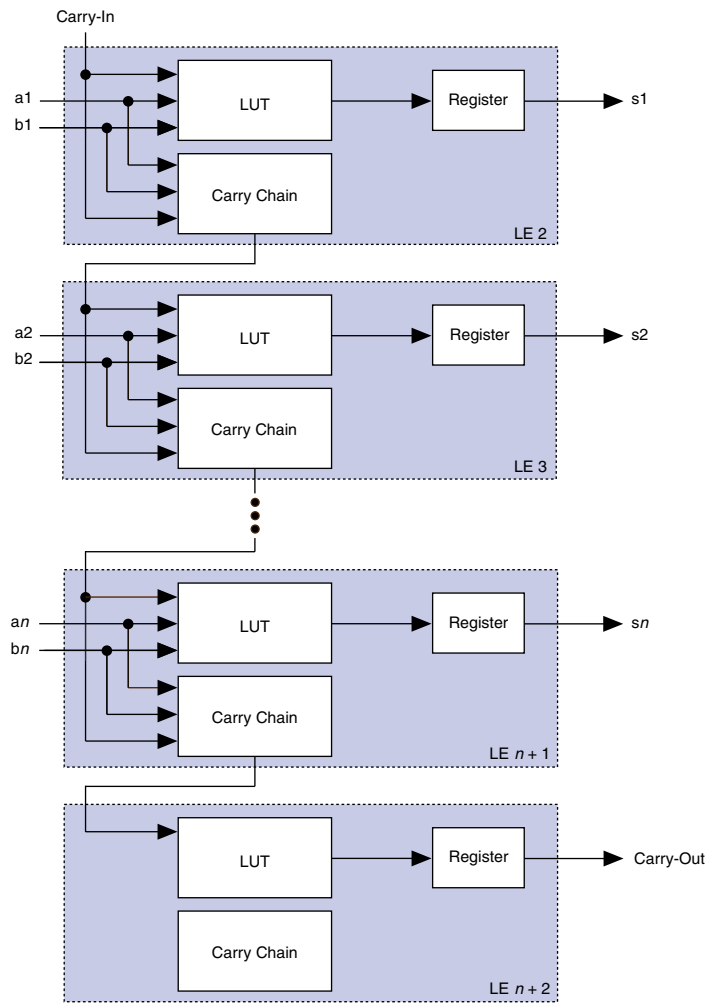 Carry-In
a1
b1
LUT
Register
s1
Carry Chain
LE 2
a2
b2
LUT
Register
s2
Carry Chain
LE 3
an
bn
LUT
Register
sn
Carry Chain
LE n + 1
LUT
Register
Carry-Out
Carry Chain
LE n + 2